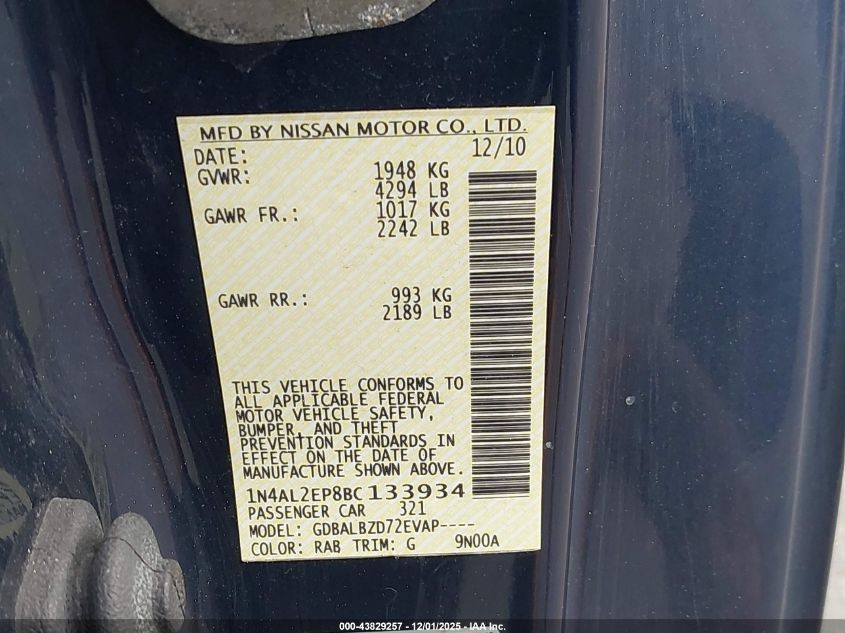 MFD BY NISSAN MOTOR CO., LTD.
DATE: 12/10
GVWR: 1948 KG
4294 LB
GAWR FR.: 1017 KG
2242 LB
GAWR RR.: 993 KG
2189 LB
THIS VEHICLE CONFORMS TO
ALL APPLICABLE FEDERAL
MOTOR VEHICLE SAFETY,
BUMPER, AND THEFT
PREVENTION STANDARDS IN
EFFECT ON THE DATE OF
MANUFACTURE SHOWN ABOVE.
1N4AL2EP8BC133934
PASSENGER CAR 321
MODEL: GDBALBZD72EVAP----
COLOR: RAB TRIM: G 9N00A
000-43829257 - 12/01/2025 - IAA Inc.